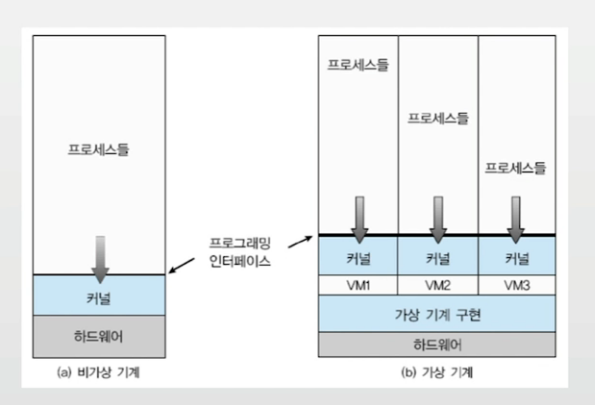 프로세스들
커널
하드웨어
(a) 비가상 기계
프로그래밍
인터페이스
프로세스들
프로세스들
프로세스들
커널
커널
커널
VM1
VM2
VM3
가상 기계 구현
하드웨어
(b) 가상 기계